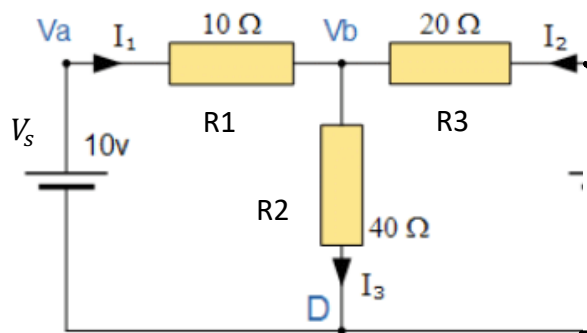 Va I₁ 10 Ω Vb 20 Ω I₂
R1 R3
Vₛ 10v
R2 40 Ω
I₃
D